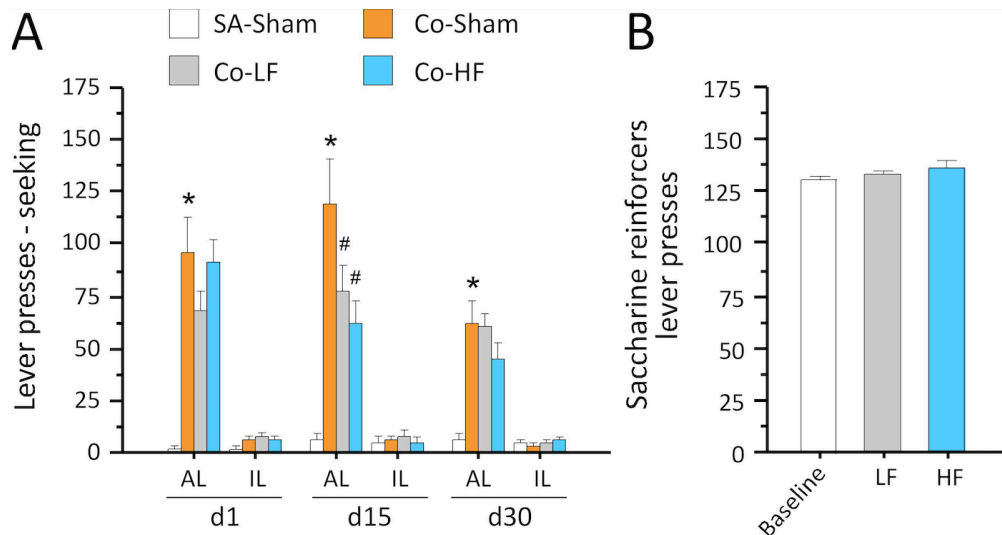 A
SA-Sham
Co-Sham
Co-LF
Co-HF
Lever presses - seeking
175
150
125
100
75
50
25
0
*
*
#
#
*
AL IL AL IL AL IL
d1 d15 d30
B
Saccharine reinforcers
lever presses
175
150
125
100
75
50
25
0
Baseline LF HF